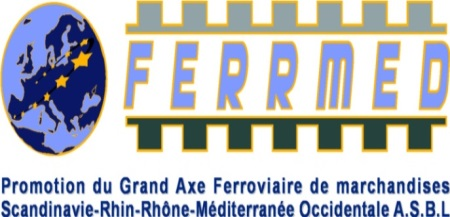 FERRMED
Promotion du Grand Axe Ferroviaire de marchandises
Scandinavie-Rhin-Rhône-Méditerranée Occidentale A.S.B.L